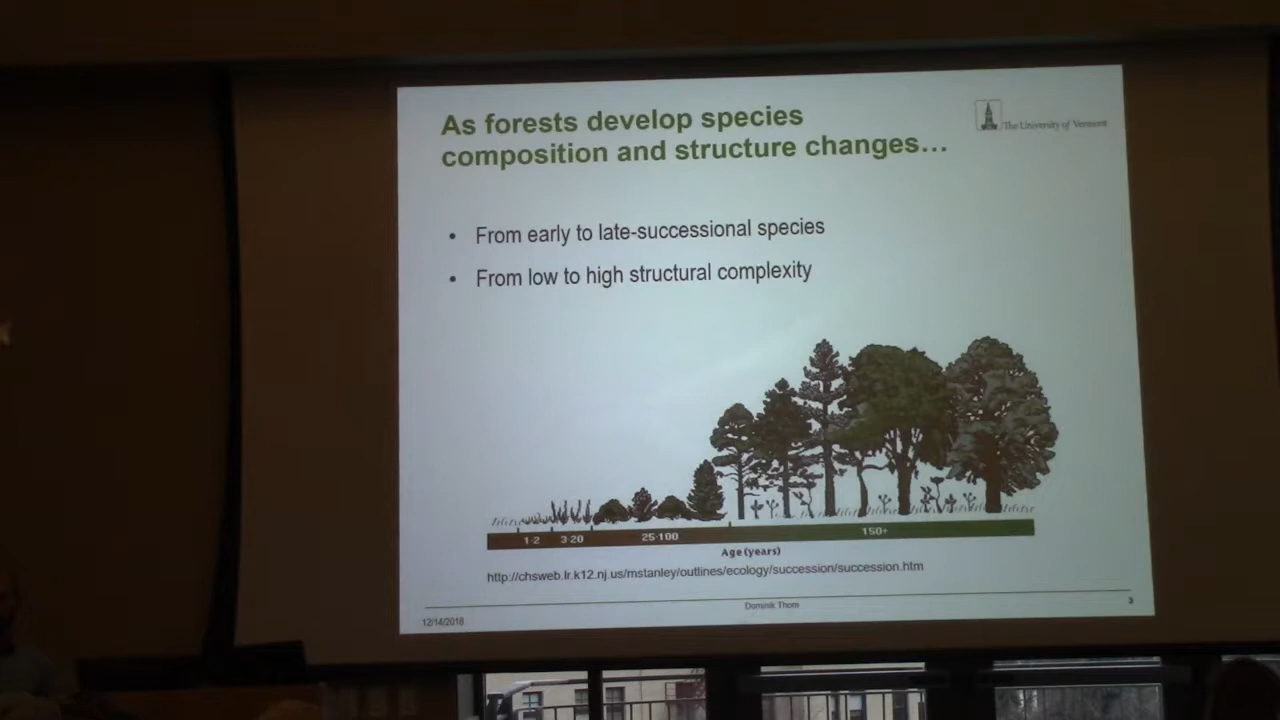 As forests develop species
composition and structure changes…
The University of Vermont
• From early to late-successional species
• From low to high structural complexity
1-2 3-20 25-100 150+
Age (years)
http://chsweb.lr.k12.nj.us/mstanley/outlines/ecology/succession/succession.htm
Dominik Thom
3
12/14/2018